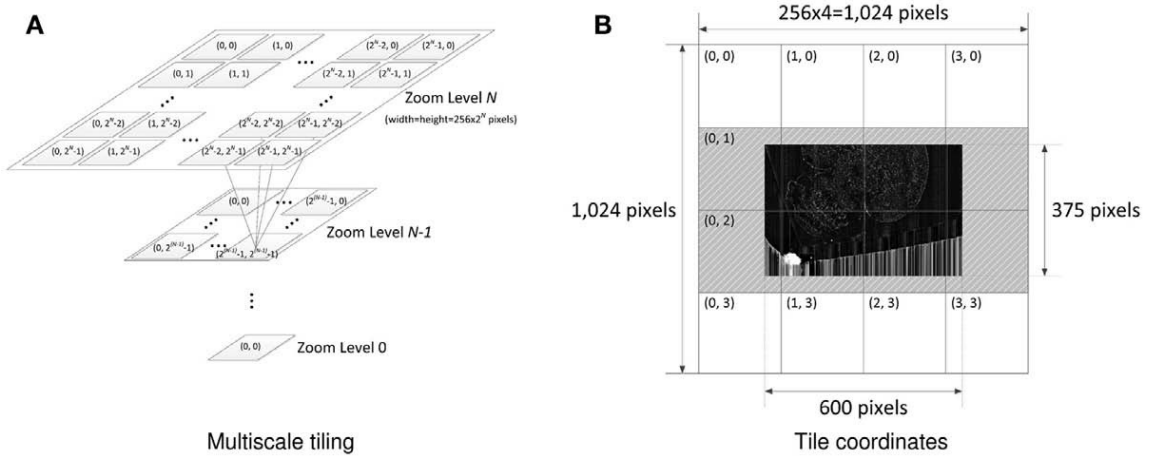 A
(0, 0) (1, 0) (2^N-2, 0) (2^N-1, 0)
(0, 1) (1, 1) ... (2^N-2, 1) (2^N-1, 1)
... ...
Zoom Level N
(0, 2^N-2) (1, 2^N-2) (2^N-2, 2^N-2) (2^N-1, 2^N-2)
(width=height=256x2^N pixels)
(0, 2^N-1) (1, 2^N-1) ... (2^N-2, 2^N-1) (2^N-1, 2^N-1)
(0, 0) ... (2^(N-1)-1, 0)
... ...
Zoom Level N-1
(0, 2^(N-1)-1) ... (2^(N-1)-1, 2^(N-1)-1)
...
(0, 0) Zoom Level 0
Multiscale tiling
B
256x4=1,024 pixels
(0, 0) (1, 0) (2, 0) (3, 0)
(0, 1)
1,024 pixels
(0, 2)
375 pixels
(0, 3) (1, 3) (2, 3) (3, 3)
600 pixels
Tile coordinates